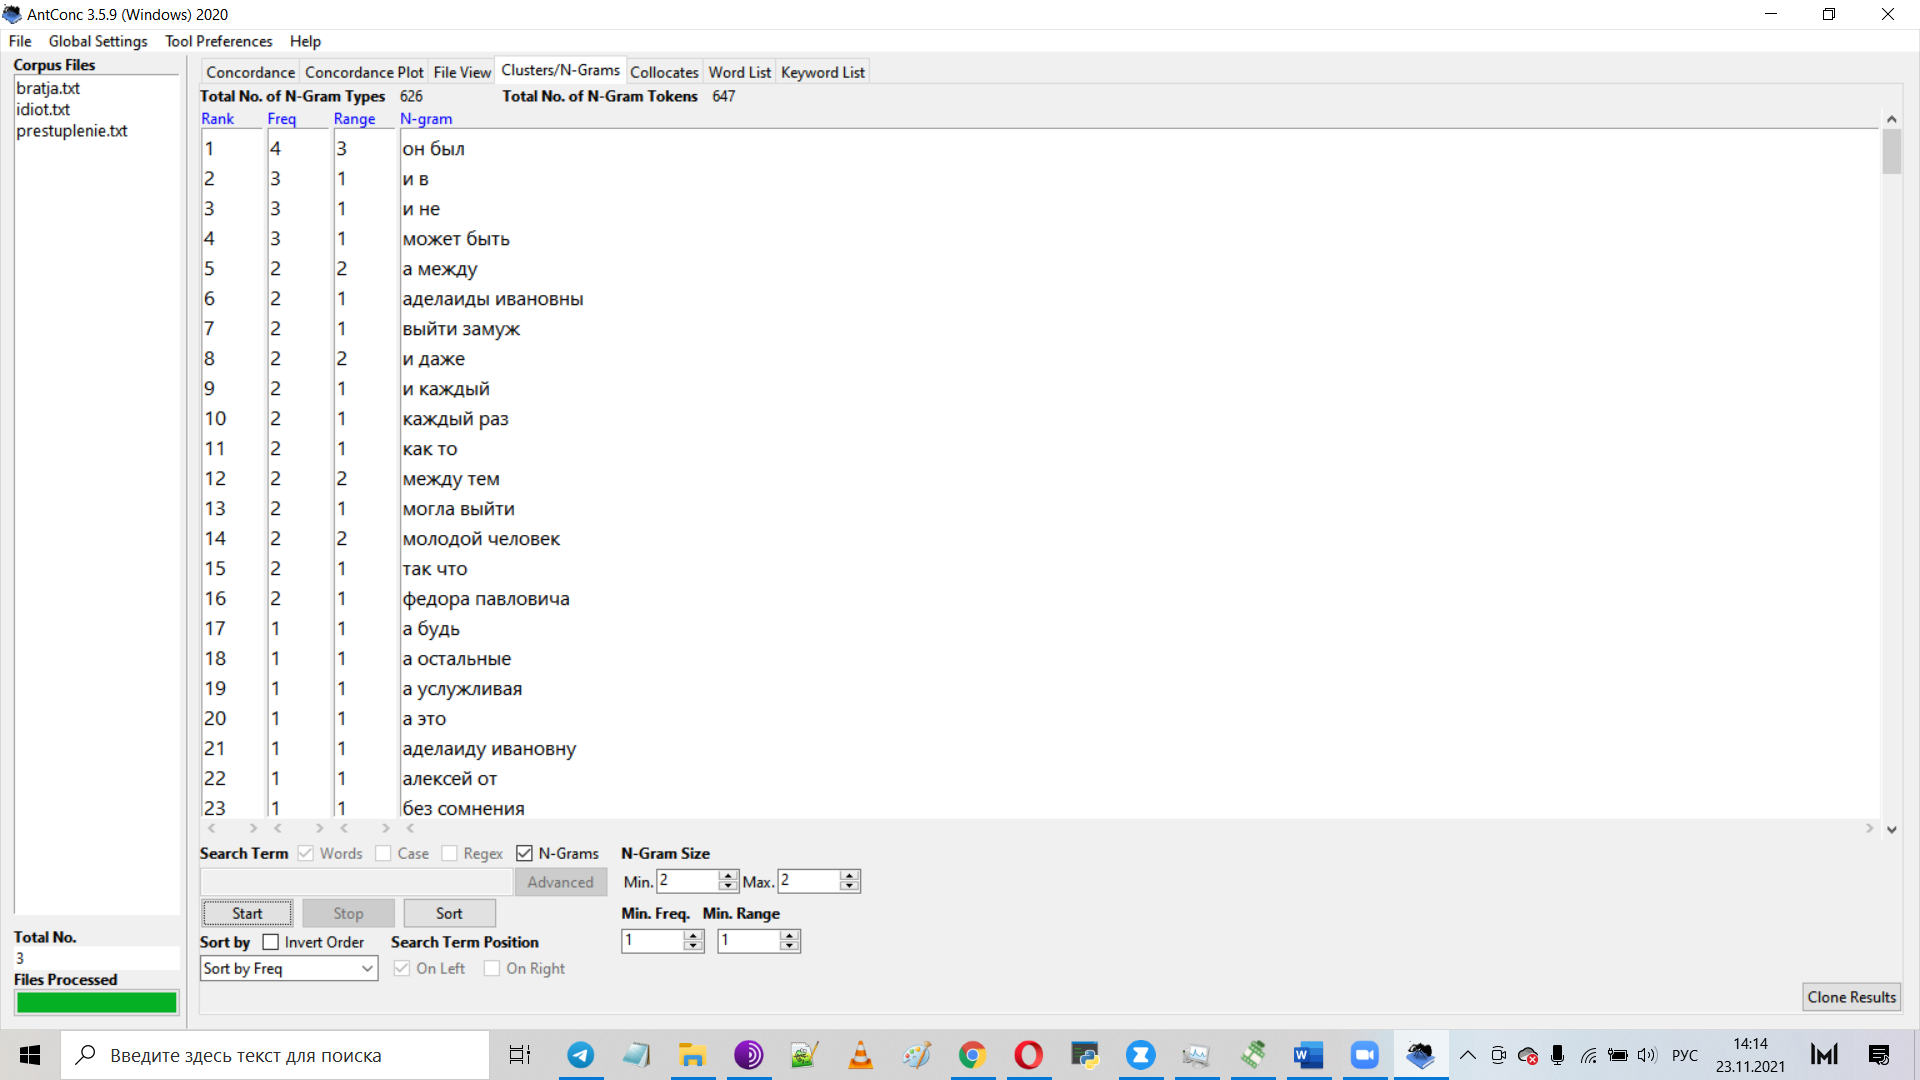 AntConc 3.5.9 (Windows) 2020
File Global Settings Tool Preferences Help
Corpus Files
bratja.txt
idiot.txt
prestuplenie.txt
Concordance Concordance Plot File View Clusters/N-Grams Collocates Word List Keyword List
Total No. of N-Gram Types 626 Total No. of N-Gram Tokens 647
Rank Freq Range N-gram
1 4 3 он был
2 3 1 и в
3 3 1 и не
4 3 1 может быть
5 2 2 а между
6 2 1 аделаиды ивановны
7 2 1 выйти замуж
8 2 2 и даже
9 2 1 и каждый
10 2 1 каждый раз
11 2 1 как то
12 2 2 между тем
13 2 1 могла выйти
14 2 2 молодой человек
15 2 1 так что
16 2 1 федора павловича
17 1 1 а будь
18 1 1 а остальные
19 1 1 а услужливая
20 1 1 а это
21 1 1 аделаиду ивановну
22 1 1 алексей от
23 1 1 без сомнения
Search Term Words Case Regex N-Grams N-Gram Size
Advanced Min. 2 Max. 2
Start Stop Sort Min. Freq. Min. Range
1 1
Sort by Invert Order Search Term Position
Sort by Freq On Left On Right
Total No.
3
Files Processed
Clone Results
Введите здесь текст для поиска
РУС
14:14
23.11.2021